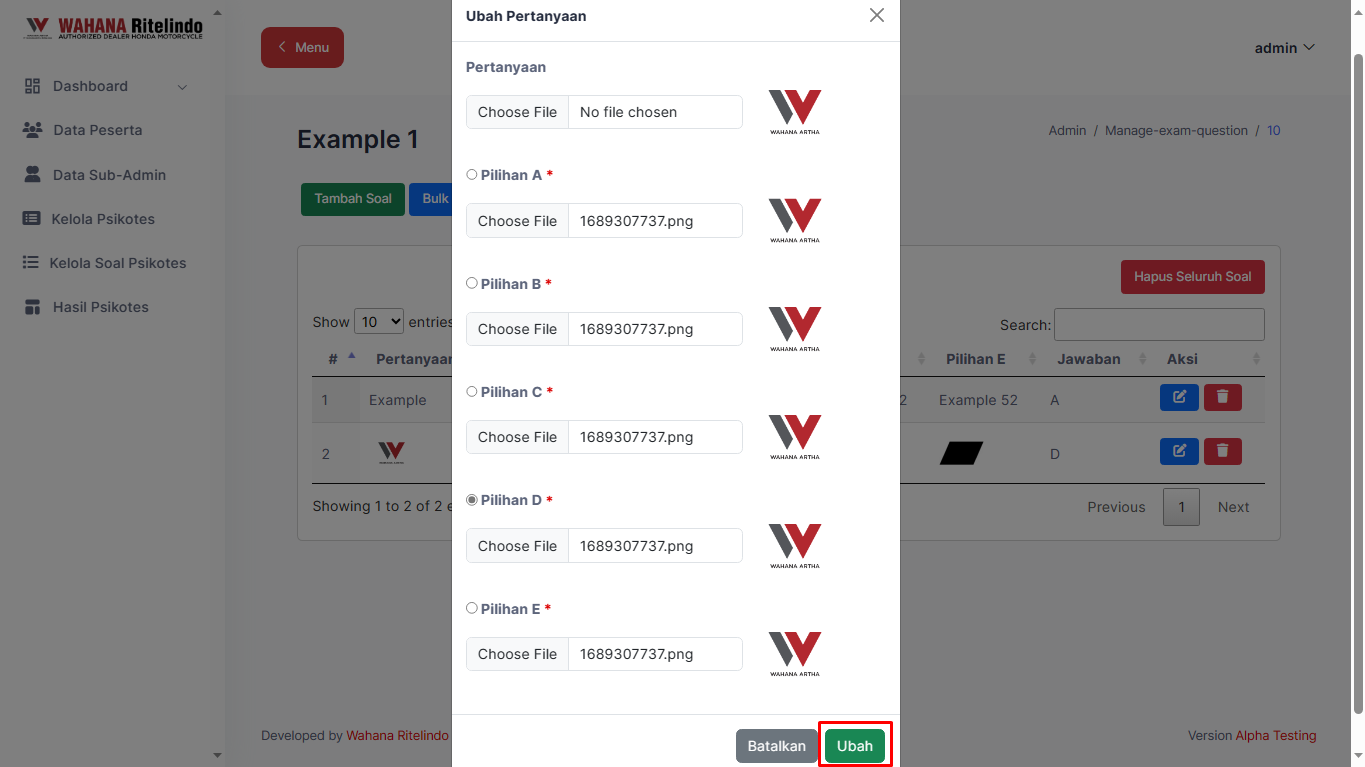 WAHANA Ritelindo
AUTHORIZED DEALER HONDA MOTORCYCLE
Dashboard
Data Peserta
Data Sub-Admin
Kelola Psikotes
Kelola Soal Psikotes
Hasil Psikotes
Menu
admin
Example 1
Admin / Manage-exam-question / 10
Tambah Soal
Bulk
Hapus Seluruh Soal
Show 10 entries
Search:
# Pertanyaan
Pilihan E Jawaban Aksi
1 Example
2 Example 52 A
2
D
Showing 1 to 2 of 2 e
Previous 1 Next
Developed by Wahana Ritelindo
Version Alpha Testing
Ubah Pertanyaan
Pertanyaan
Choose File No file chosen
WAHANA ARTHA
Pilihan A *
Choose File 1689307737.png
WAHANA ARTHA
Pilihan B *
Choose File 1689307737.png
WAHANA ARTHA
Pilihan C *
Choose File 1689307737.png
WAHANA ARTHA
Pilihan D *
Choose File 1689307737.png
WAHANA ARTHA
Pilihan E *
Choose File 1689307737.png
WAHANA ARTHA
Batalkan
Ubah